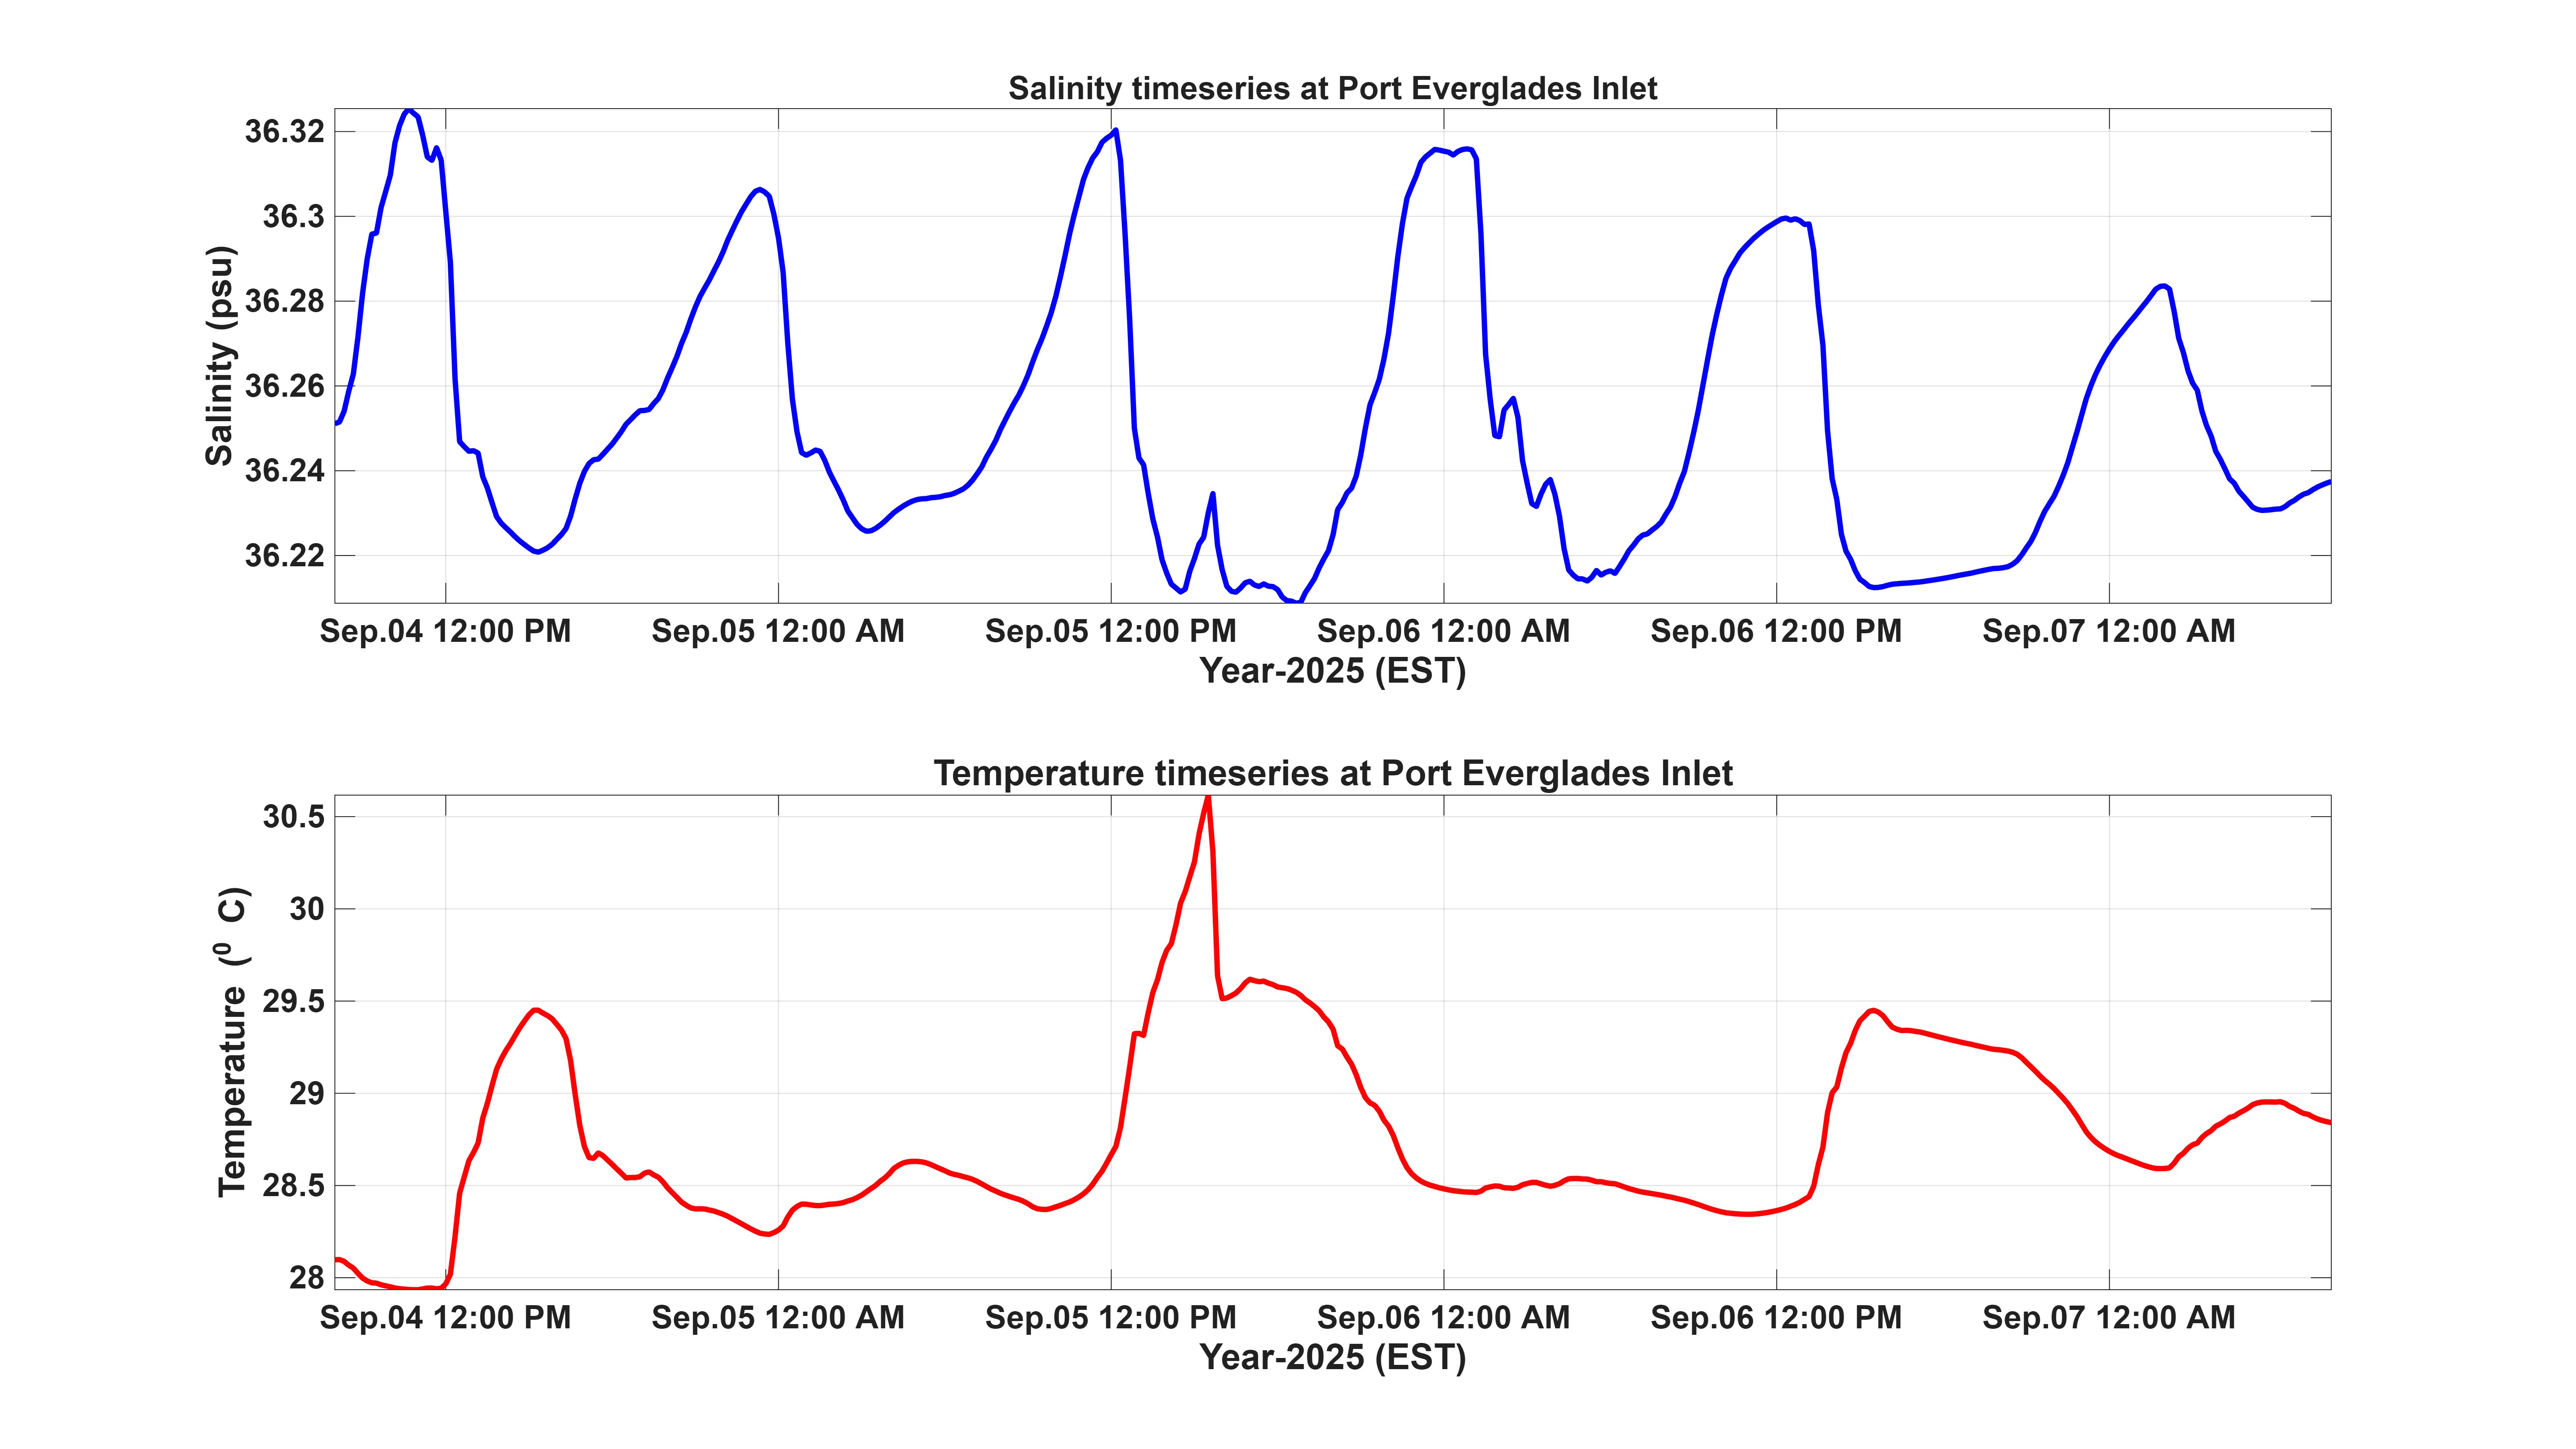 Salinity timeseries at Port Everglades Inlet
Salinity (psu)
36.32
36.3
36.28
36.26
36.24
36.22
Sep.04 12:00 PM Sep.05 12:00 AM Sep.05 12:00 PM Sep.06 12:00 AM Sep.06 12:00 PM Sep.07 12:00 AM
Year-2025 (EST)
Temperature timeseries at Port Everglades Inlet
Temperature (⁰ C)
30.5
30
29.5
29
28.5
28
Sep.04 12:00 PM Sep.05 12:00 AM Sep.05 12:00 PM Sep.06 12:00 AM Sep.06 12:00 PM Sep.07 12:00 AM
Year-2025 (EST)